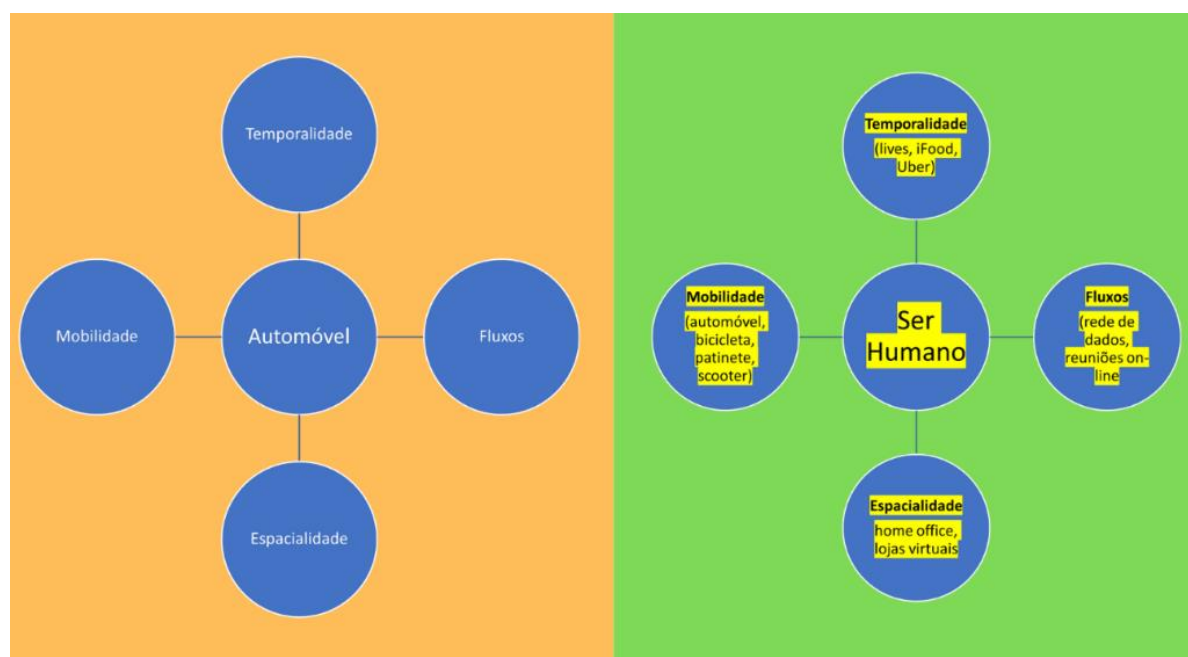 Temporalidade
Mobilidade
Automóvel
Fluxos
Espacialidade
Temporalidade
(lives, iFood,
Uber)
Mobilidade
(automóvel,
bicicleta,
patinete,
scooter)
Ser
Humano
Fluxos
(rede de
dados,
reuniões on-
line
Espacialidade
home office,
lojas virtuais